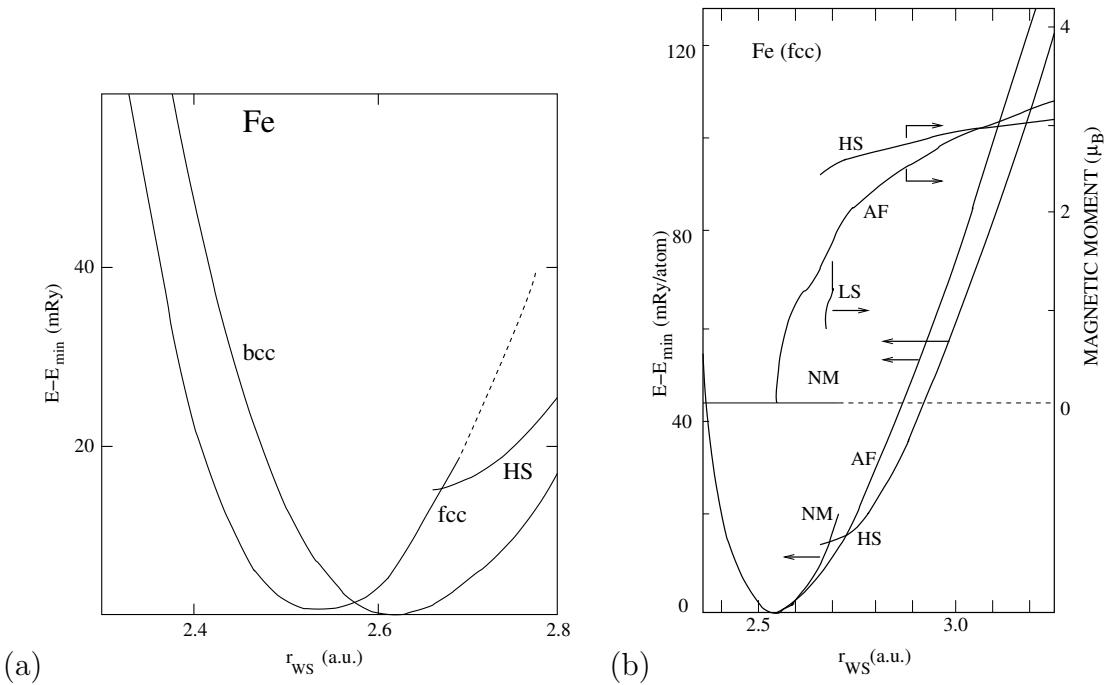 Fe
40
20
E−E_min (mRy)
bcc
fcc
HS
2.4
2.6
2.8
r_WS (a.u.)
(a)
Fe (fcc)
120
80
40
0
E−E_min (mRy/atom)
4
2
0
MAGNETIC MOMENT (μ_B)
HS
AF
LS
NM
AF
NM
HS
2.5
3.0
r_WS(a.u.)
(b)